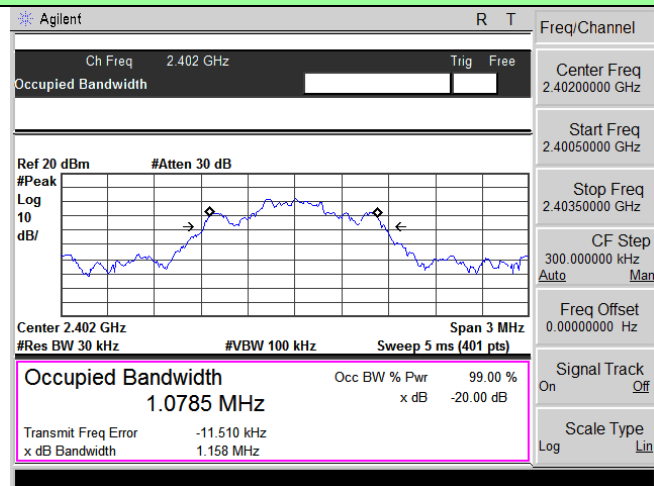 Agilent R T
Ch Freq 2.402 GHz Trig Free
Occupied Bandwidth
Ref 20 dBm #Atten 30 dB
#Peak
Log
10
dB/
Center 2.402 GHz Span 3 MHz
#Res BW 30 kHz #VBW 100 kHz Sweep 5 ms (401 pts)
Occupied Bandwidth Occ BW % Pwr 99.00 %
1.0785 MHz x dB -20.00 dB
Transmit Freq Error -11.510 kHz
x dB Bandwidth 1.158 MHz
Freq/Channel
Center Freq
2.40200000 GHz
Start Freq
2.40050000 GHz
Stop Freq
2.40350000 GHz
CF Step
300.000000 kHz
Auto Man
Freq Offset
0.00000000 Hz
Signal Track
On Off
Scale Type
Log Lin